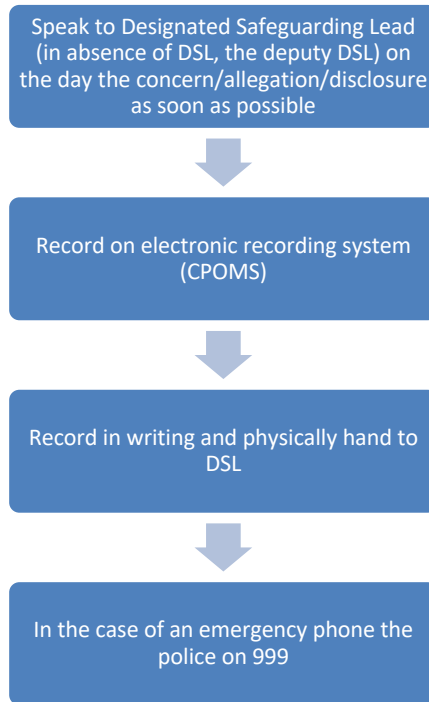 Speak to Designated Safeguarding Lead
(in absence of DSL, the deputy DSL) on
the day the concern/allegation/disclosure
as soon as possible
Record on electronic recording system
(CPOMS)
Record in writing and physically hand to
DSL
In the case of an emergency phone the
police on 999